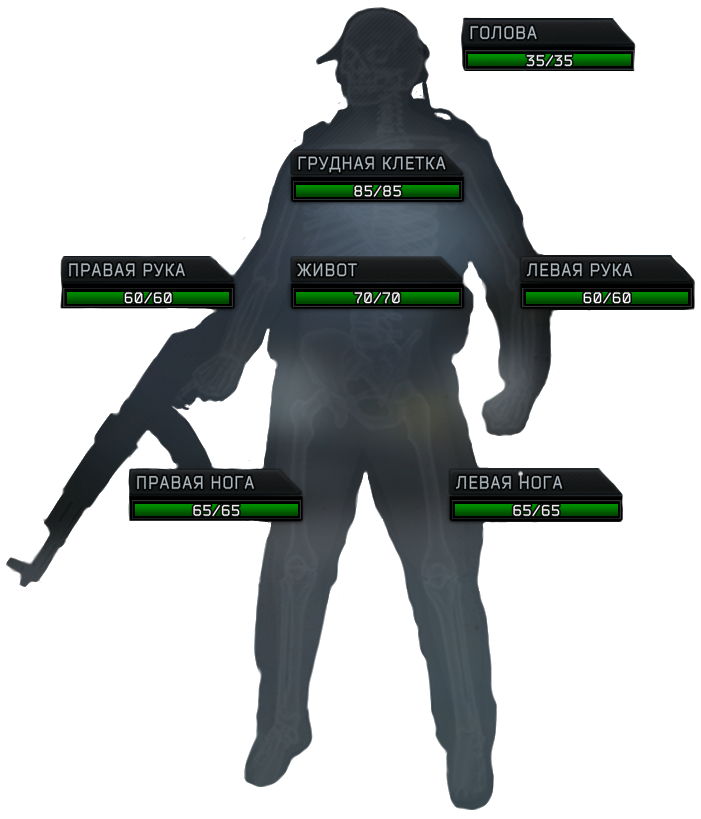 ГОЛОВА
35/35
ГРУДНАЯ КЛЕТКА
85/85
ПРАВАЯ РУКА
60/60
ЖИВОТ
70/70
ЛЕВАЯ РУКА
60/60
ПРАВАЯ НОГА
65/65
ЛЕВАЯ НОГА
65/65